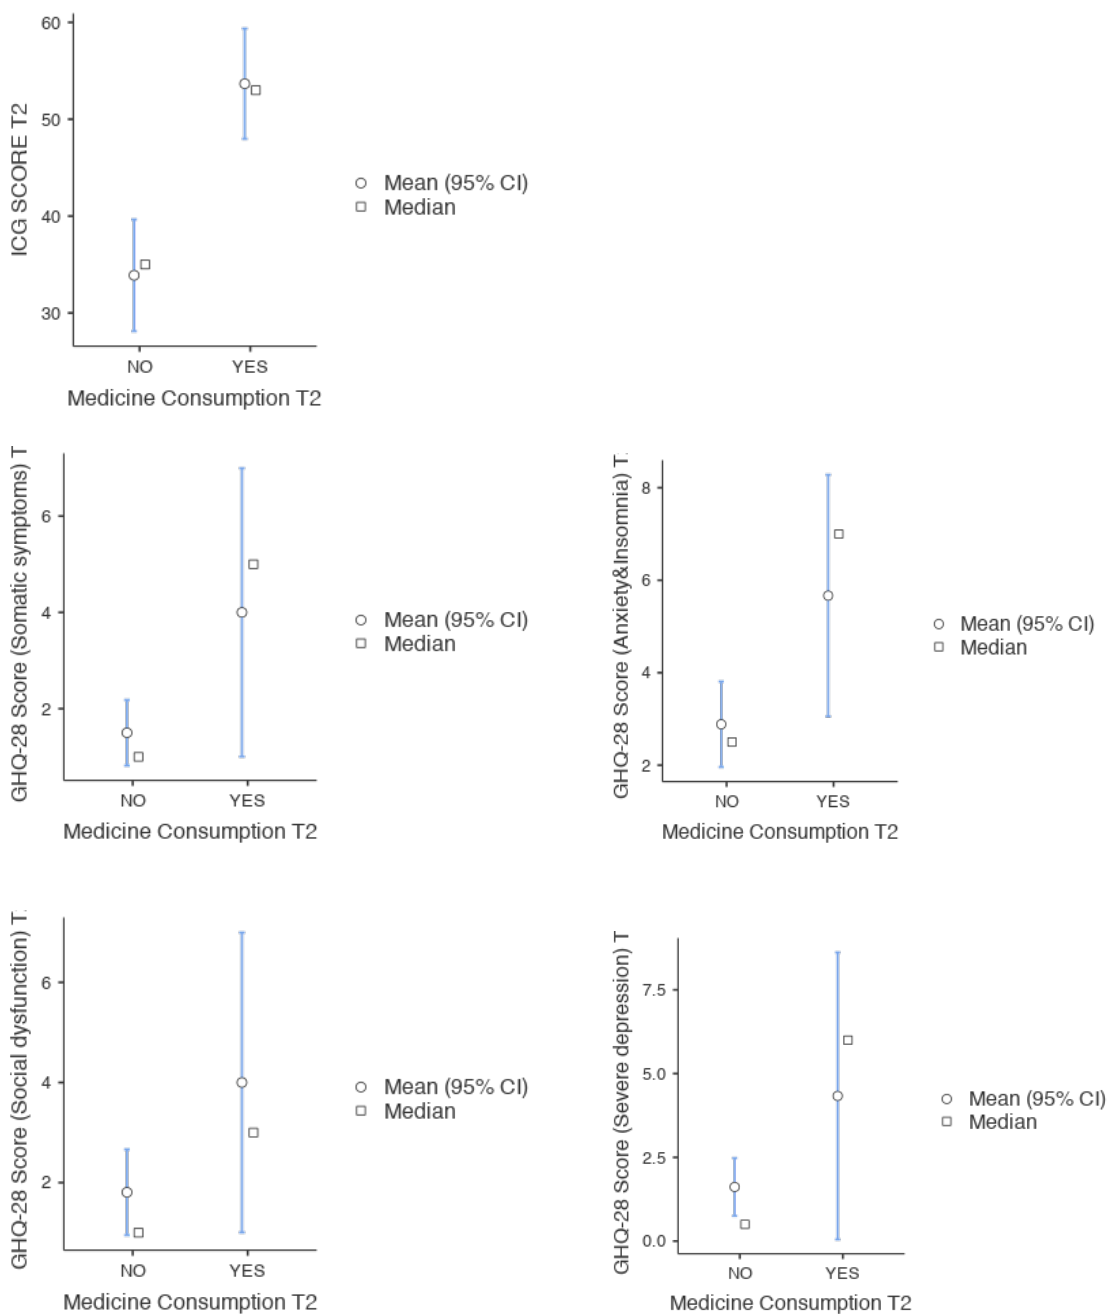 ICG SCORE T2
60
50
40
30
NO
YES
Medicine Consumption T2
Mean (95% CI)
Median
GHQ-28 Score (Somatic symptoms) T
6
4
2
NO
YES
Medicine Consumption T2
Mean (95% CI)
Median
GHQ-28 Score (Anxiety&Insomnia) T
8
6
4
2
NO
YES
Medicine Consumption T2
Mean (95% CI)
Median
GHQ-28 Score (Social dysfunction) T
6
4
2
NO
YES
Medicine Consumption T2
Mean (95% CI)
Median
GHQ-28 Score (Severe depression) T
7.5
5.0
2.5
0.0
NO
YES
Medicine Consumption T2
Mean (95% CI)
Median